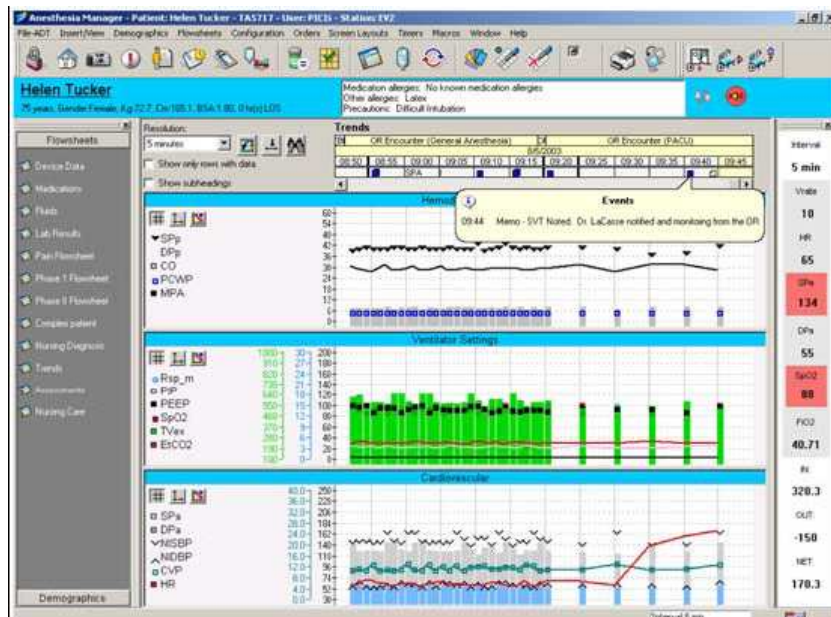 Anesthesia Manager - Patient: Helen Tucker - TAS717 - User: PICIS - Station: EV2
File-ADT Insert/View Demographics Flowsheets Configuration Orders Screen Layouts Timers Macros Window Help
Helen Tucker
75 years, Gender:Female, Kg
Medication allergies: No known medication allergies
Other allergies: Latex
Precautions: Difficult Intubation
Flowsheets
Device Data
Medications
Fluids
Lab Results
Pain Flowsheet
Phase 1 Flowsheet
Phase II Flowsheet
Complex patient
Nursing Diagnosis
Trends
Assessments
Nursing Care
Demographics
Resolution:
5 minutes
Show only rows with data
Show subheadings
Trends
OR Encounter (General Anesthesia) OR Encounter (PACU)
8/5/2003
08:50 08:55 09:00 09:05 09:10 09:15 09:20 09:25 09:30 09:35 09:40 09:45
SPA
Events
09:44 Memo - SVT Noted. Dr. LaCasse notified and monitoring from the OR
SPp
DPp
CO
PCWP
MPA
Ventilator Settings
Rsp_m
PIP
PEEP
SpO2
TVex
EtCO2
Cardiovascular
SPa
DPa
NISBP
NIDBP
CVP
HR
Interval
5 min
Vrate
10
HR
65
SPa
134
DPa
55
SpO2
88
FiO2
40.71
IN
320.3
OUT
-150
NET
170.3